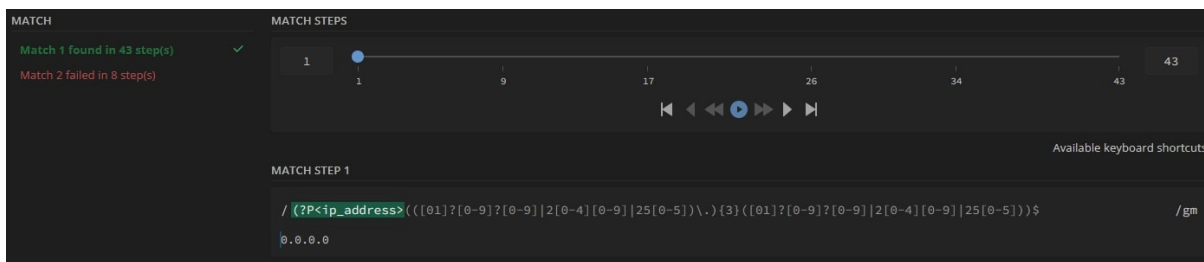 MATCH
Match 1 found in 43 step(s)
Match 2 failed in 8 step(s)
MATCH STEPS
1
43
1 9 17 26 34 43
Available keyboard shortcuts
MATCH STEP 1
/ (?P<ip_address>(([01]?[0-9]?[0-9]|2[0-4][0-9]|25[0-5])\.){3}([01]?[0-9]?[0-9]|2[0-4][0-9]|25[0-5]))$ /gm
0.0.0.0